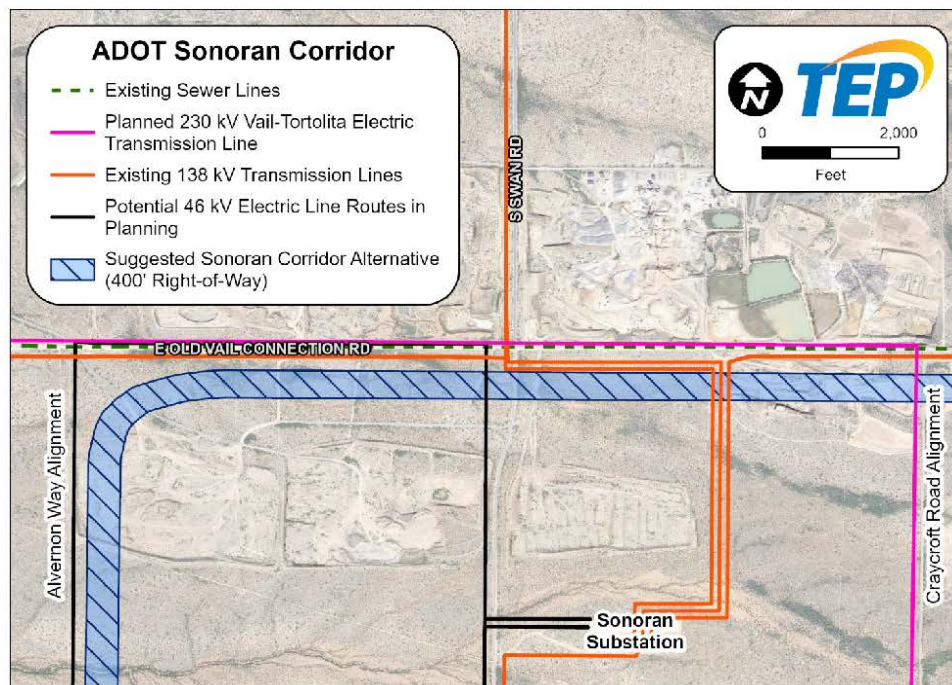 ADOT Sonoran Corridor
Existing Sewer Lines
Planned 230 kV Vail-Tortolita Electric
Transmission Line
Existing 138 kV Transmission Lines
Potential 46 kV Electric Line Routes in
Planning
Suggested Sonoran Corridor Alternative
(400' Right-of-Way)
N
TEP
0 2,000
Feet
S SWAN RD
E OLD VAIL CONNECTION RD
Alvernon Way Alignment
Craycroft Road Alignment
Sonoran
Substation